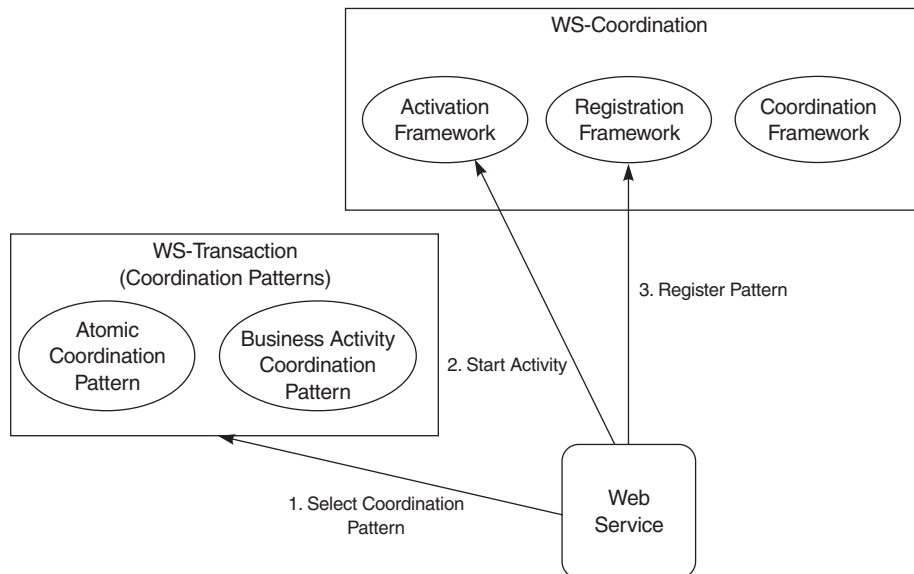 WS-Coordination
Activation
Framework
Registration
Framework
Coordination
Framework
WS-Transaction
(Coordination Patterns)
Atomic
Coordination
Pattern
Business Activity
Coordination
Pattern
2. Start Activity
3. Register Pattern
1. Select Coordination
Pattern
Web
Service